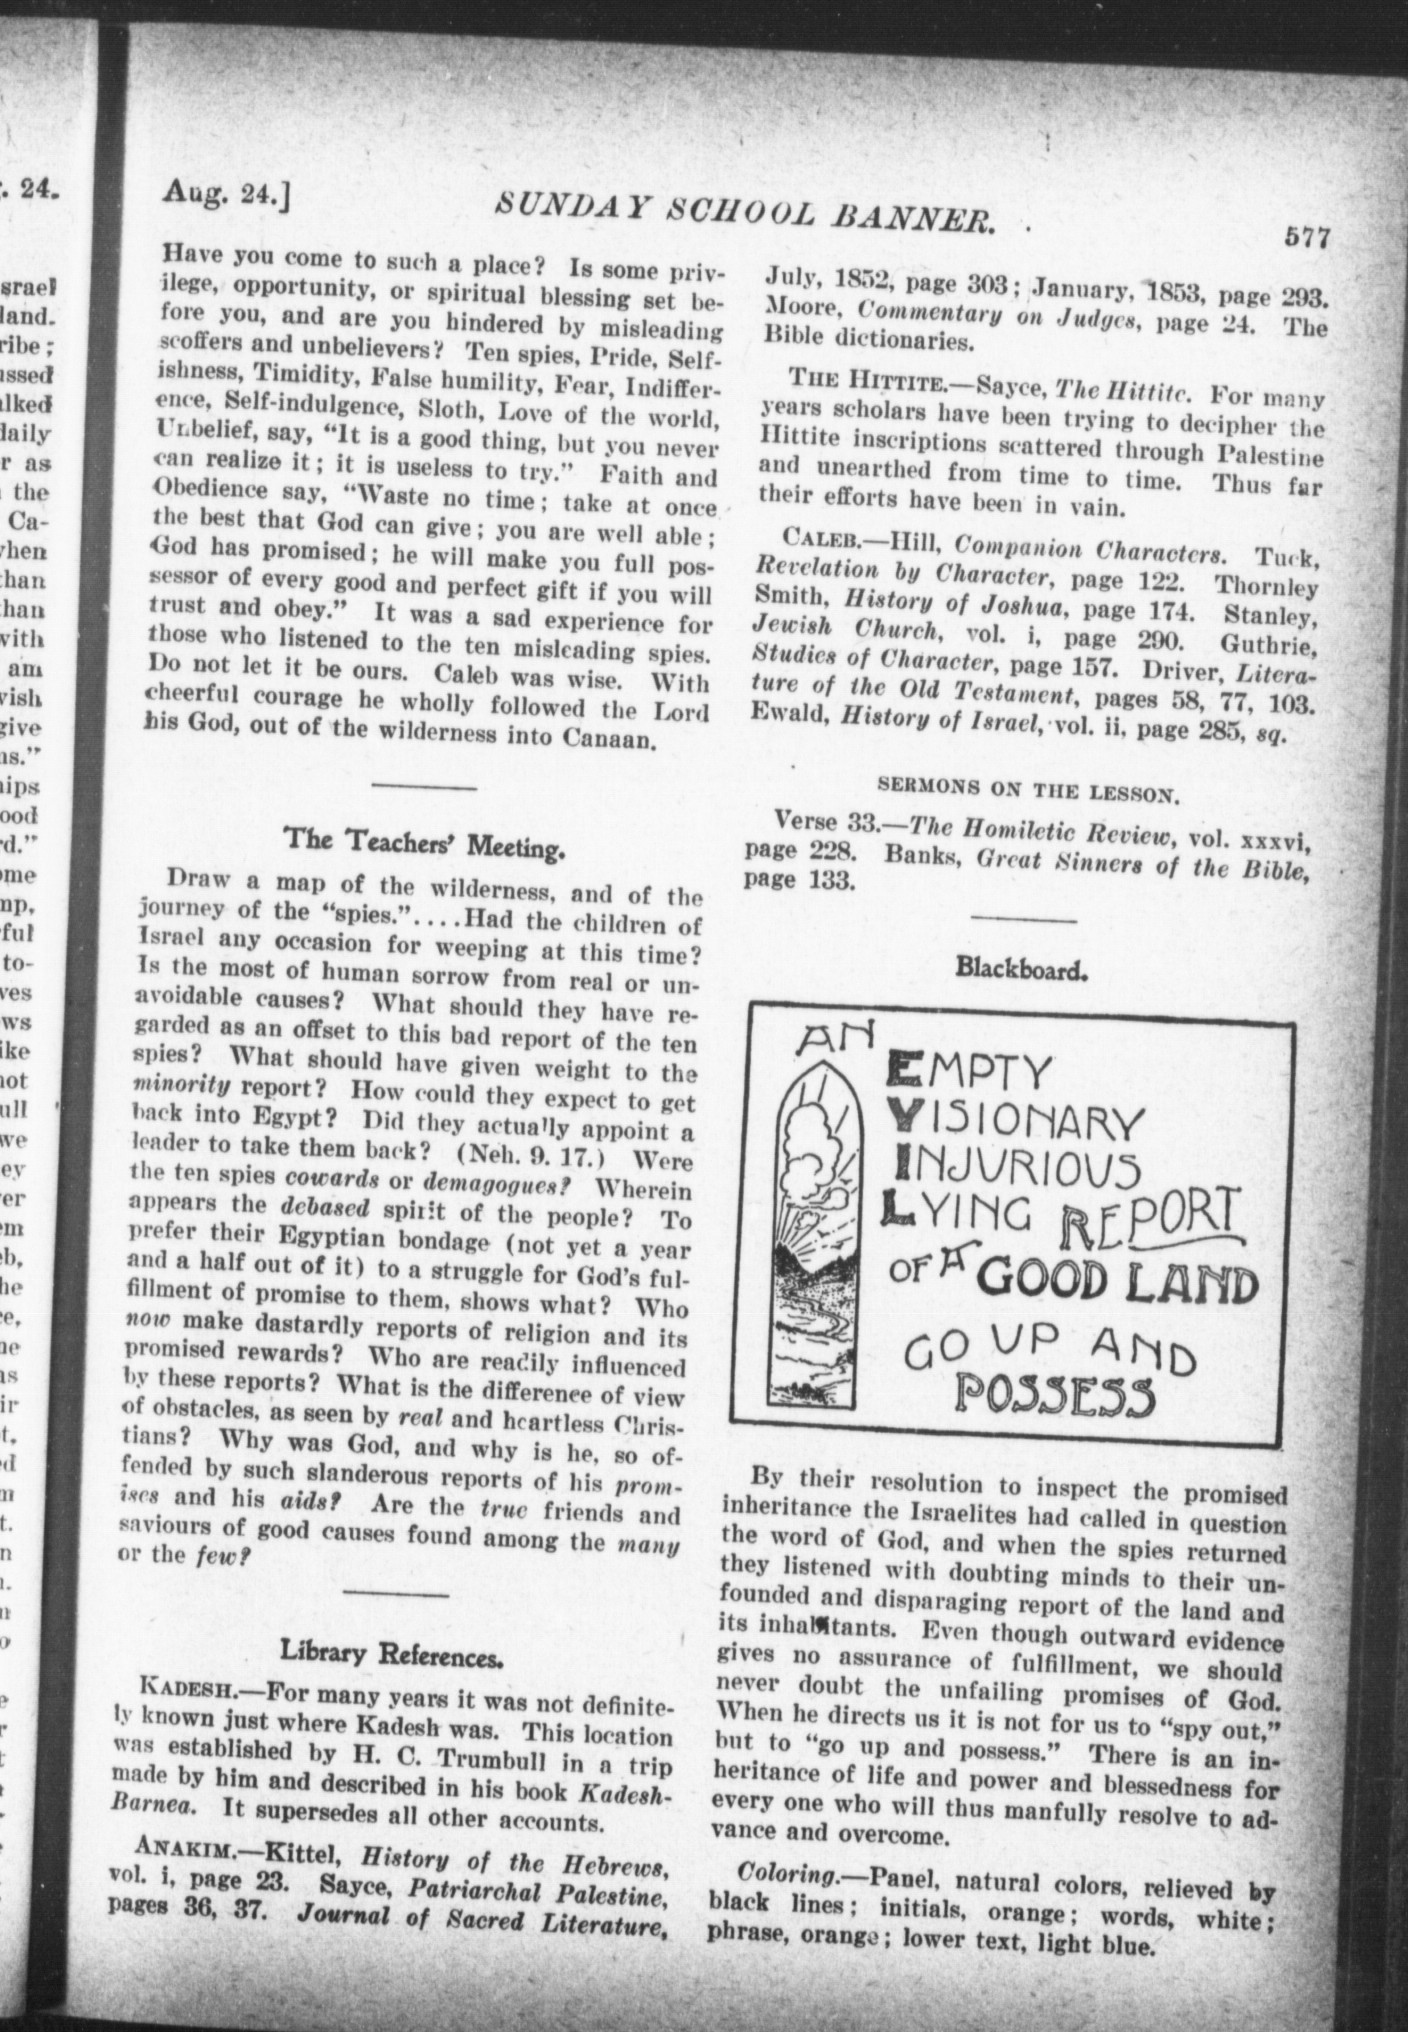 Aug. 24.]
SUNDAY SCHOOL BANNER.
577
Have you come to such a place? Is some priv-
ilege, opportunity, or spiritual blessing set be-
fore you, and are you hindered by misleading
scoffers and unbelievers? Ten spies, Pride, Self-
ishness, Timidity, False humility, Fear, Indiffer-
ence, Self-indulgence, Sloth, Love of the world,
Unbelief, say, “It is a good thing, but you never
can realize it; it is useless to try.” Faith and
Obedience say, “Waste no time; take at once
the best that God can give; you are well able;
God has promised; he will make you full pos-
sessor of every good and perfect gift if you will
trust and obey.” It was a sad experience for
those who listened to the ten misleading spies.
Do not let it be ours. Caleb was wise. With
cheerful courage he wholly followed the Lord
his God, out of the wilderness into Canaan.
The Teachers’ Meeting.
Draw a map of the wilderness, and of the
journey of the “spies.”....Had the children of
Israel any occasion for weeping at this time?
Is the most of human sorrow from real or un-
avoidable causes? What should they have re-
garded as an offset to this bad report of the ten
spies? What should have given weight to the
minority report? How could they expect to get
back into Egypt? Did they actually appoint a
leader to take them back? (Neh. 9. 17.) Were
the ten spies cowards or demagogues? Wherein
appears the debased spirit of the people? To
prefer their Egyptian bondage (not yet a year
and a half out of it) to a struggle for God’s ful-
fillment of promise to them, shows what? Who
now make dastardly reports of religion and its
promised rewards? Who are readily influenced
by these reports? What is the difference of view
of obstacles, as seen by real and heartless Chris-
tians? Why was God, and why is he, so of-
fended by such slanderous reports of his prom-
ises and his aids? Are the true friends and
saviours of good causes found among the many
or the few?
Library References.
KADESH.—For many years it was not definite-
ly known just where Kadesh was. This location
was established by H. C. Trumbull in a trip
made by him and described in his book Kadesh-
Barnea. It supersedes all other accounts.
ANAKIM.—Kittel, History of the Hebrews,
vol. i, page 23. Sayce, Patriarchal Palestine,
pages 36, 37. Journal of Sacred Literature,
July, 1852, page 303; January, 1853, page 293.
Moore, Commentary on Judges, page 24. The
Bible dictionaries.
THE HITTITE.—Sayce, The Hittite. For many
years scholars have been trying to decipher the
Hittite inscriptions scattered through Palestine
and unearthed from time to time. Thus far
their efforts have been in vain.
CALEB.—Hill, Companion Characters. Tuck,
Revelation by Character, page 122. Thornley
Smith, History of Joshua, page 174. Stanley,
Jewish Church, vol. i, page 290. Guthrie,
Studies of Character, page 157. Driver, Litera-
ture of the Old Testament, pages 58, 77, 103.
Ewald, History of Israel, vol. ii, page 285, sq.
SERMONS ON THE LESSON.
Verse 33.—The Homiletic Review, vol. xxxvi,
page 228. Banks, Great Sinners of the Bible,
page 133.
Blackboard.
AN
EMPTY
VISIONARY
INJURIOUS
LYING REPORT
OF A GOOD LAND
GO UP AND
POSSESS
By their resolution to inspect the promised
inheritance the Israelites had called in question
the word of God, and when the spies returned
they listened with doubting minds to their un-
founded and disparaging report of the land and
its inhabitants. Even though outward evidence
gives no assurance of fulfillment, we should
never doubt the unfailing promises of God.
When he directs us it is not for us to “spy out,”
but to “go up and possess.” There is an in-
heritance of life and power and blessedness for
every one who will thus manfully resolve to ad-
vance and overcome.
Coloring.—Panel, natural colors, relieved by
black lines; initials, orange; words, white;
phrase, orange; lower text, light blue.